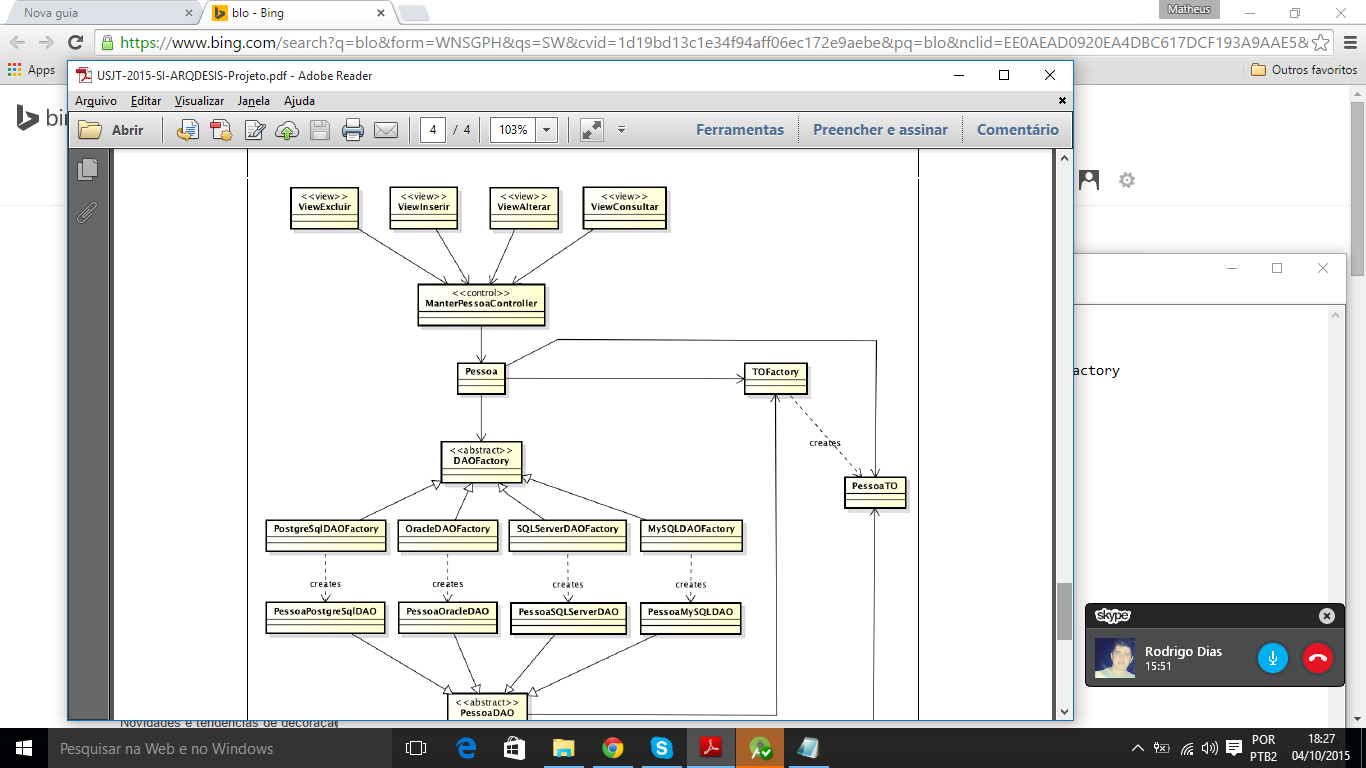 Matheus
Nova guia
blo - Bing
https://www.bing.com/search?q=blo&form=WNSGPH&qs=SW&cvid=1d19bd13c1e34f94aff06ec172e9aebe&pq=blo&nclid=EE0AEAD0920EA4DBC617DCF193A9AAE5&
Apps
Outros favoritos
USJT-2015-SI-ARQDESIS-Projeto.pdf - Adobe Reader
Arquivo Editar Visualizar Janela Ajuda
Abrir 4 / 4 103% Ferramentas Preencher e assinar Comentário
bin
<<view>> <<view>> <<view>> <<view>>
ViewExcluir ViewInserir ViewAlterar ViewConsultar
<<control>>
ManterPessoaController
Pessoa TOFactory
actory
creates
<<abstract>>
DAOFactory
PessoaTO
PostgreSqlDAOFactory OracleDAOFactory SQLServerDAOFactory MySQLDAOFactory
creates creates creates creates
PessoaPostgreSqlDAO PessoaOracleDAO PessoaSQLServerDAO PessoaMySQLDAO
<<abstract>>
PessoaDAO
skype
Rodrigo Dias
15:51
Novidades e tendências de decoração
Pesquisar na Web e no Windows
POR
PTB2
18:27
04/10/2015